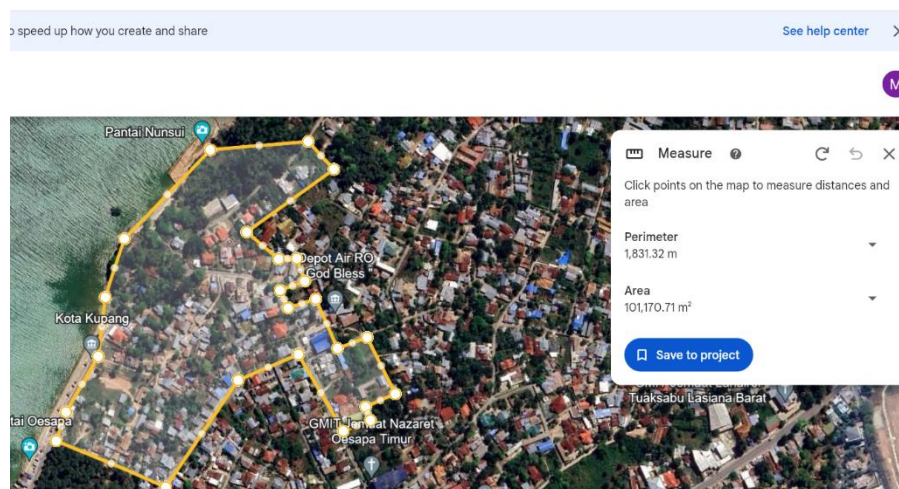 o speed up how you create and share
See help center
M
Pantai Nunsui
Measure
Click points on the map to measure distances and
area
Perimeter
1,831.32 m
Area
101,170.71 m²
Save to project
Depot Air RO
God Bless
Kota Kupang
tai Oesapa
GMIT Jemaat Nazaret
Oesapa Timur
Tuaksabu Lasiana Barat